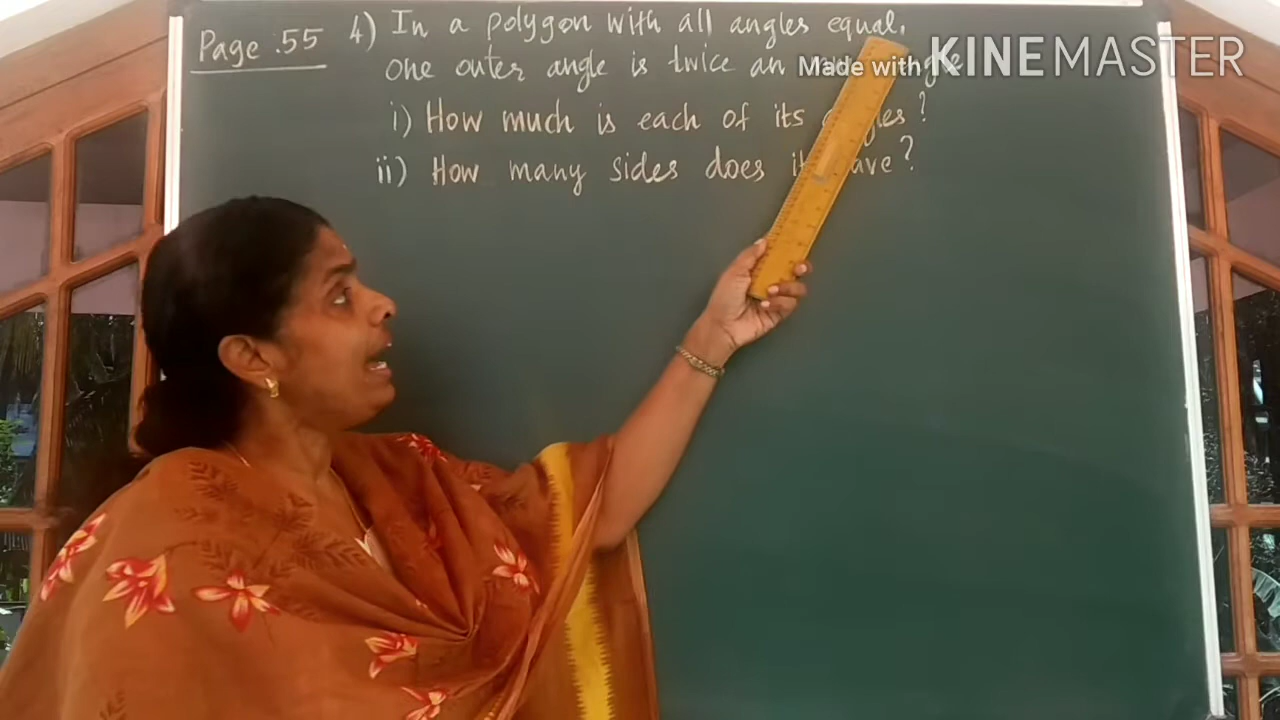 Page :55
4) In a polygon with all angles equal,
one outer angle is twice an
i) How much is each of its ?
ii) How many sides does ?
Made with KINEMASTER